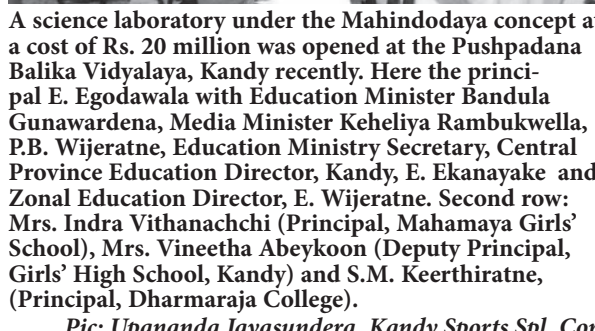 A science laboratory under the Mahindodaya concept at
a cost of Rs. 20 million was opened at the Pushpadana
Balika Vidyalaya, Kandy recently. Here the princi-
pal E. Egodawala with Education Minister Bandula
Gunawardena, Media Minister Keheliya Rambukwella,
P.B. Wijeratne, Education Ministry Secretary, Central
Province Education Director, Kandy, E. Ekanayake and
Zonal Education Director, E. Wijeratne. Second row:
Mrs. Indra Vithanachchi (Principal, Mahamaya Girls'
School), Mrs. Vineetha Abeykoon (Deputy Principal,
Girls' High School, Kandy) and S.M. Keerthiratne,
(Principal, Dharmaraja College).
Pic: Upananda Jayasundera, Kandy Sports Spl.